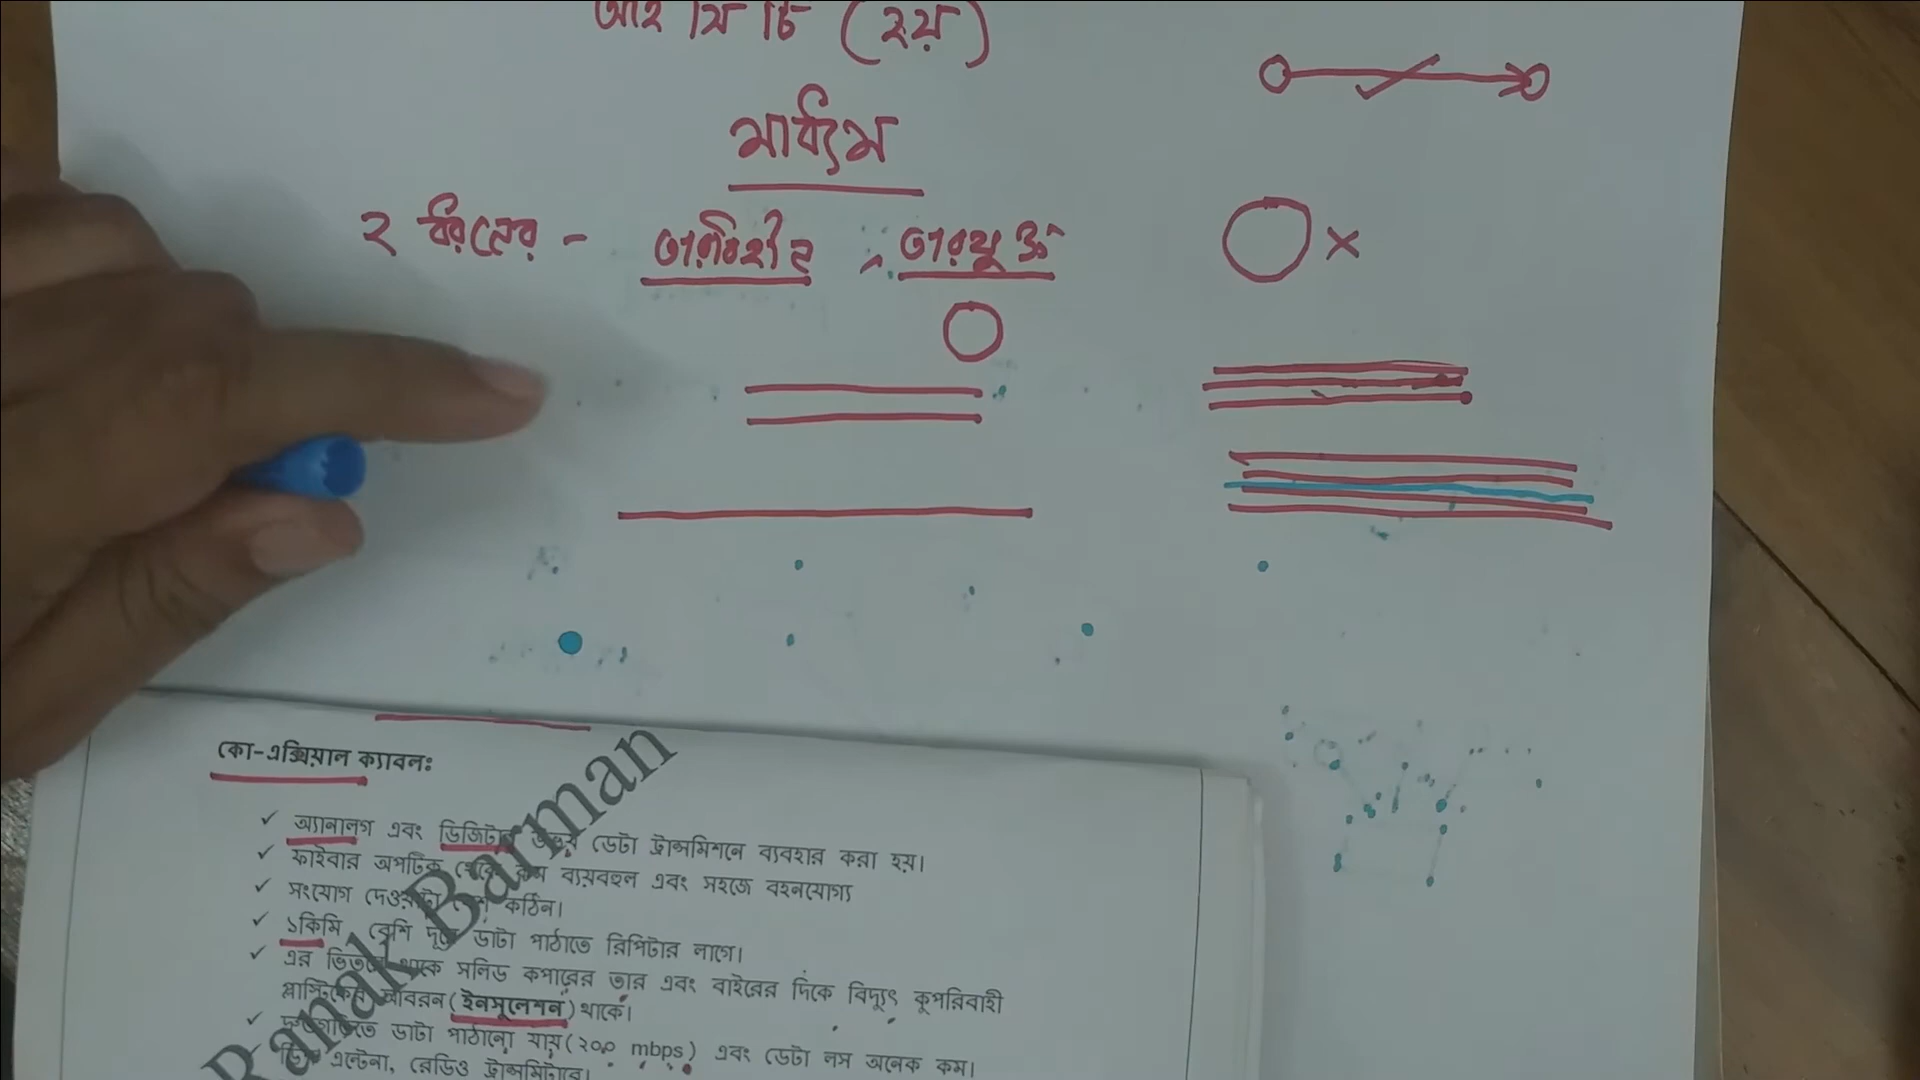 আই সি টি (২য়)
মাধ্যম
২ ধরনের - তারবিহীন, তারযুক্ত
কো-এক্সিয়াল ক্যাবল:
✓ অ্যানালগ এবং ডিজিটাল উভয় ডেটা ট্রান্সমিশনে ব্যবহার করা হয়।
✓ ফাইবার অপটিক থেকে কম ব্যয়বহুল এবং সহজে বহনযোগ্য
✓ সংযোগ দেওয়াটা কঠিন।
✓ ১কিমি বেশি দূরে ডাটা পাঠাতে রিপিটার লাগে।
✓ এর ভিতরে থাকে সলিড কপারের তার এবং বাইরের দিকে বিদ্যুৎ কুপরিবাহী
প্লাস্টিকের আবরন (ইনসুলেশন) থাকে।
✓ দ্রুতগতিতে ডাটা পাঠানো যায় (২০০ mbps) এবং ডেটা লস অনেক কম।
✓ ডিশ এন্টেনা, রেডিও ট্রান্সমিটারে।
Ranak Barman